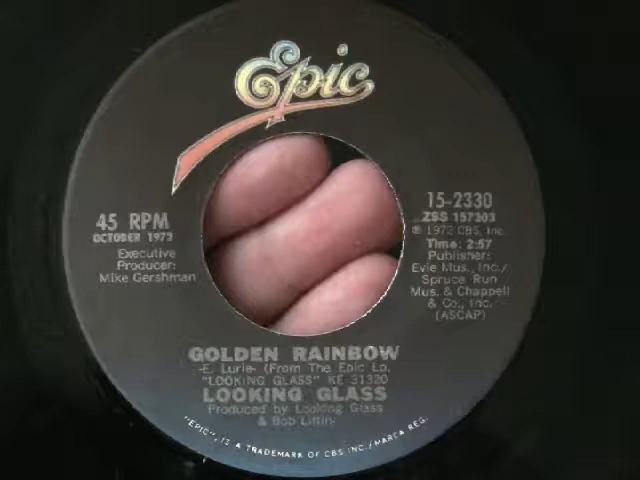 Epic
45 RPM
OCTOBER 1973
Executive
Producer:
Mike Gershman
15-2330
ZSS 157303
℗ 1972 CBS, Inc.
Time: 2:57
Publisher:
Evie Mus., Inc./
Spruce Run
Mus. & Chappell
& Co., Inc.
(ASCAP)
GOLDEN RAINBOW
-E. Lurie- (From The Epic Lp,
"LOOKING GLASS" KE 31320
LOOKING GLASS
Produced by Looking Glass
& Bob Liftin
"EPIC", IS A TRADEMARK OF CBS INC./MARCA REG.